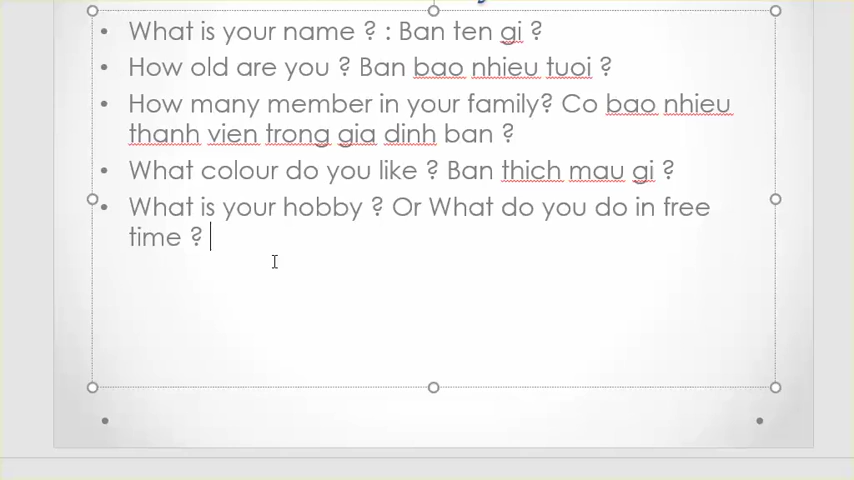 • What is your name ? : Ban ten gi ?
• How old are you ? Ban bao nhieu tuoi ?
• How many member in your family? Co bao nhieu
thanh vien trong gia dinh ban ?
• What colour do you like ? Ban thich mau gi ?
• What is your hobby ? Or What do you do in free
time ?